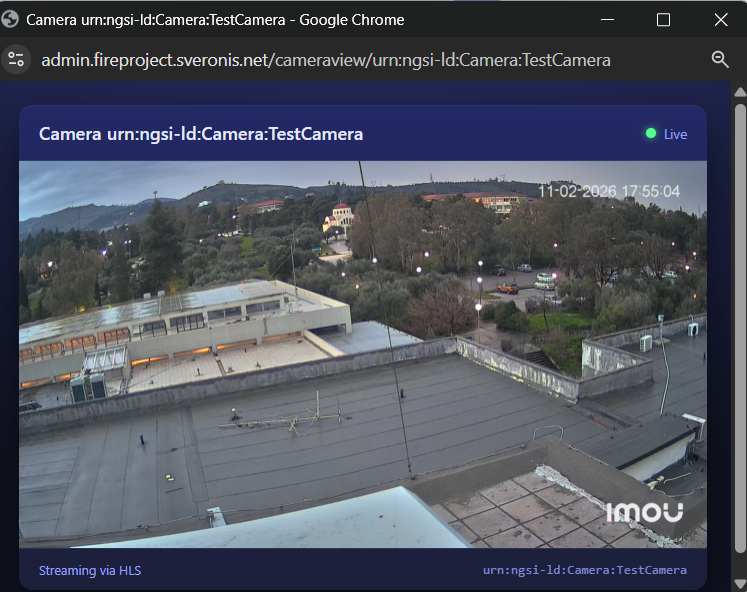 Camera urn:ngsi-ld:Camera:TestCamera - Google Chrome
admin.fireproject.sveronis.net/cameraview/urn:ngsi-ld:Camera:TestCamera
Camera urn:ngsi-ld:Camera:TestCamera
Live
11-02-2026 17:55:04
imou
Streaming via HLS
urn:ngsi-ld:Camera:TestCamera